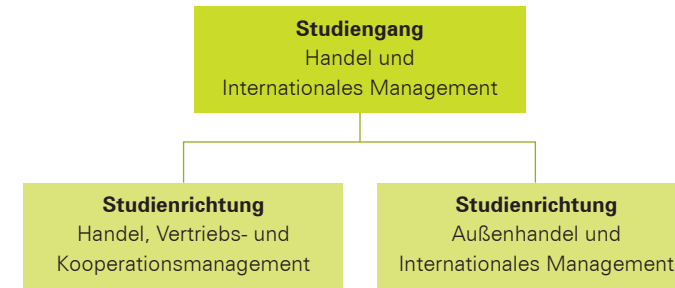 Studiengang
Handel und
Internationales Management
Studienrichtung
Handel, Vertriebs- und
Kooperationsmanagement
Studienrichtung
Außenhandel und
Internationales Management